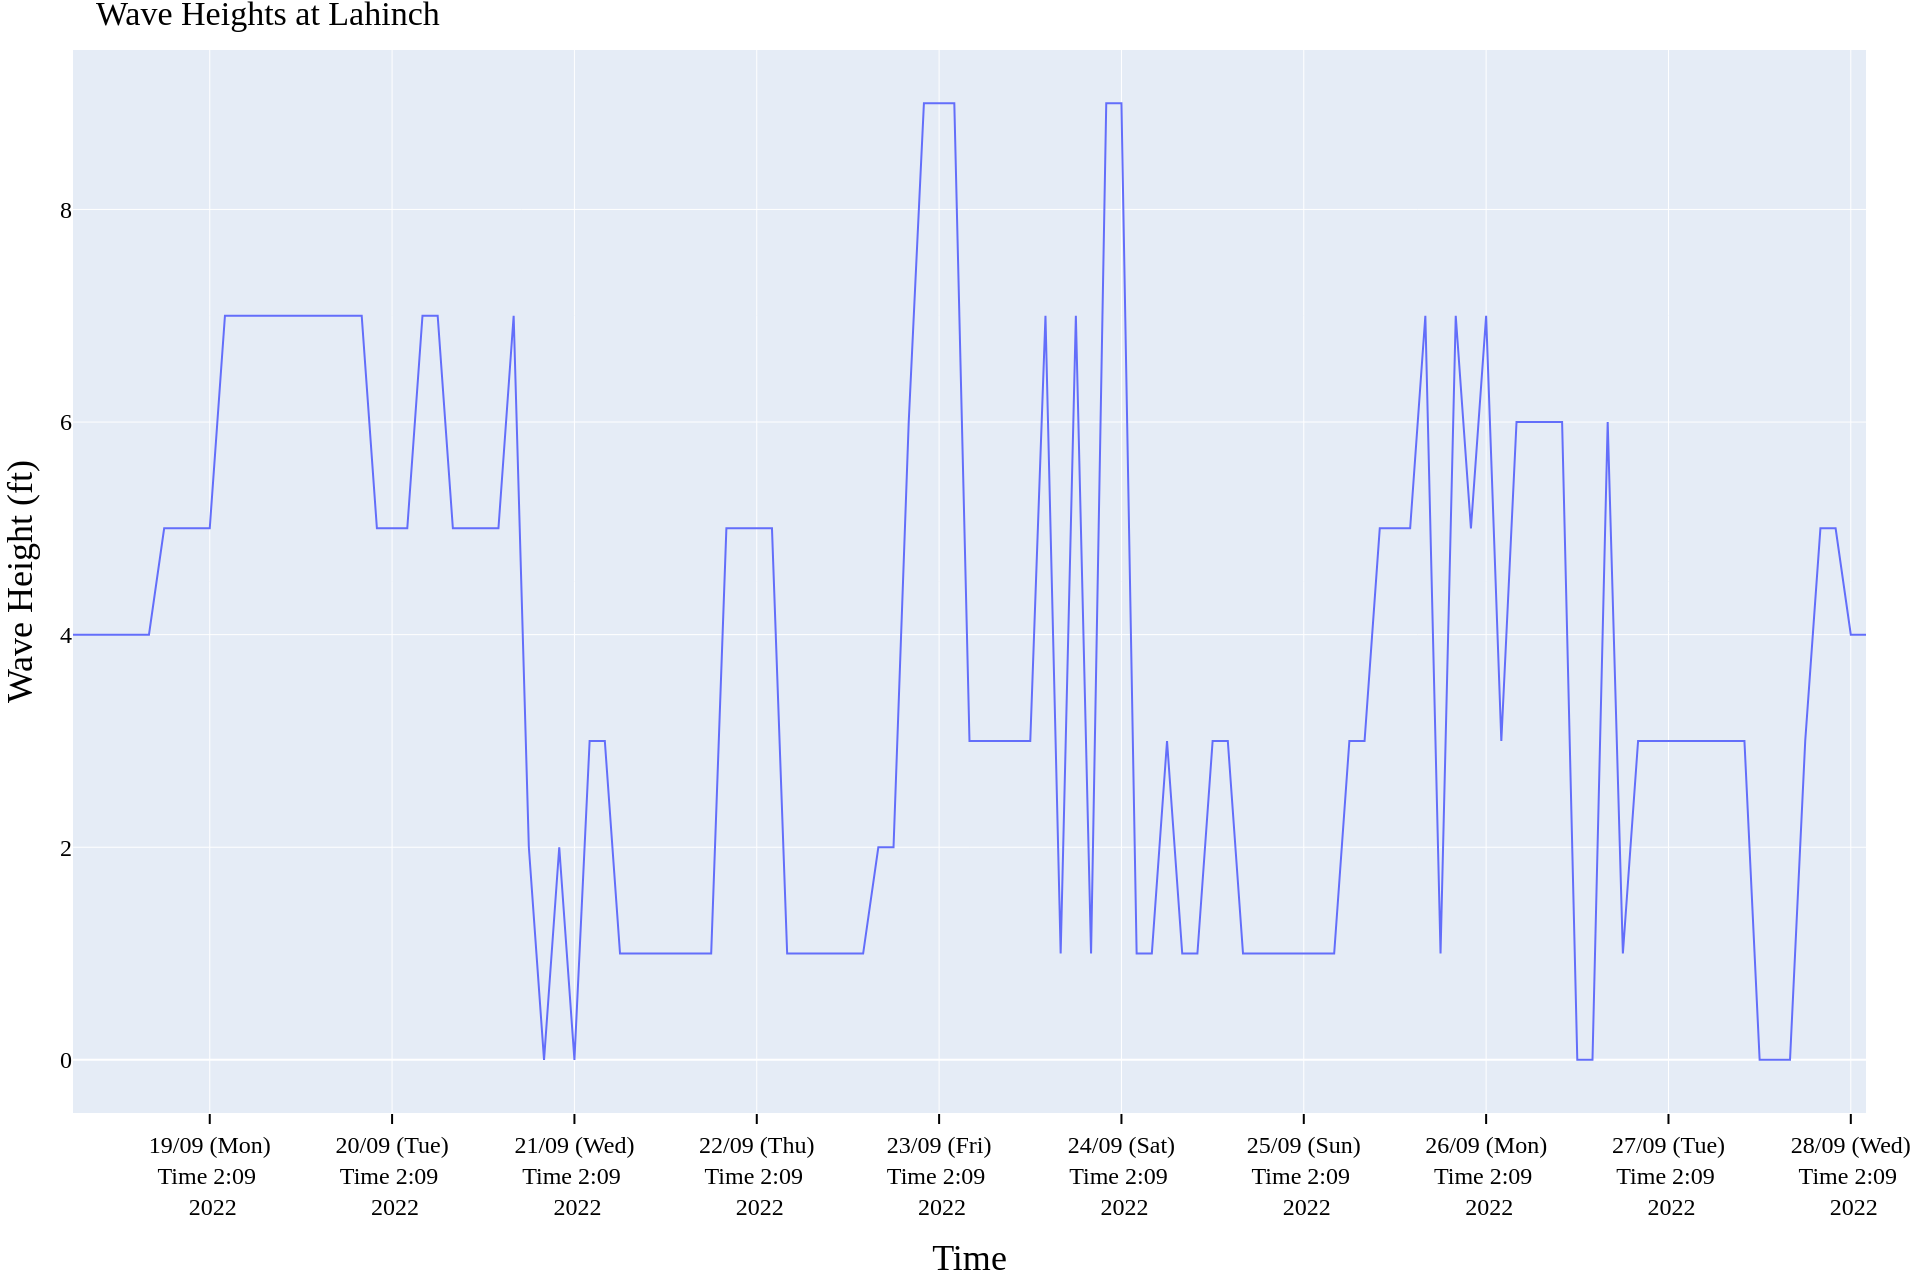 Wave Heights at Lahinch
Wave Height (ft)
8
6
4
2
0
19/09 (Mon)
Time 2:09
2022
20/09 (Tue)
Time 2:09
2022
21/09 (Wed)
Time 2:09
2022
22/09 (Thu)
Time 2:09
2022
23/09 (Fri)
Time 2:09
2022
24/09 (Sat)
Time 2:09
2022
25/09 (Sun)
Time 2:09
2022
26/09 (Mon)
Time 2:09
2022
27/09 (Tue)
Time 2:09
2022
28/09 (Wed)
Time 2:09
2022
Time